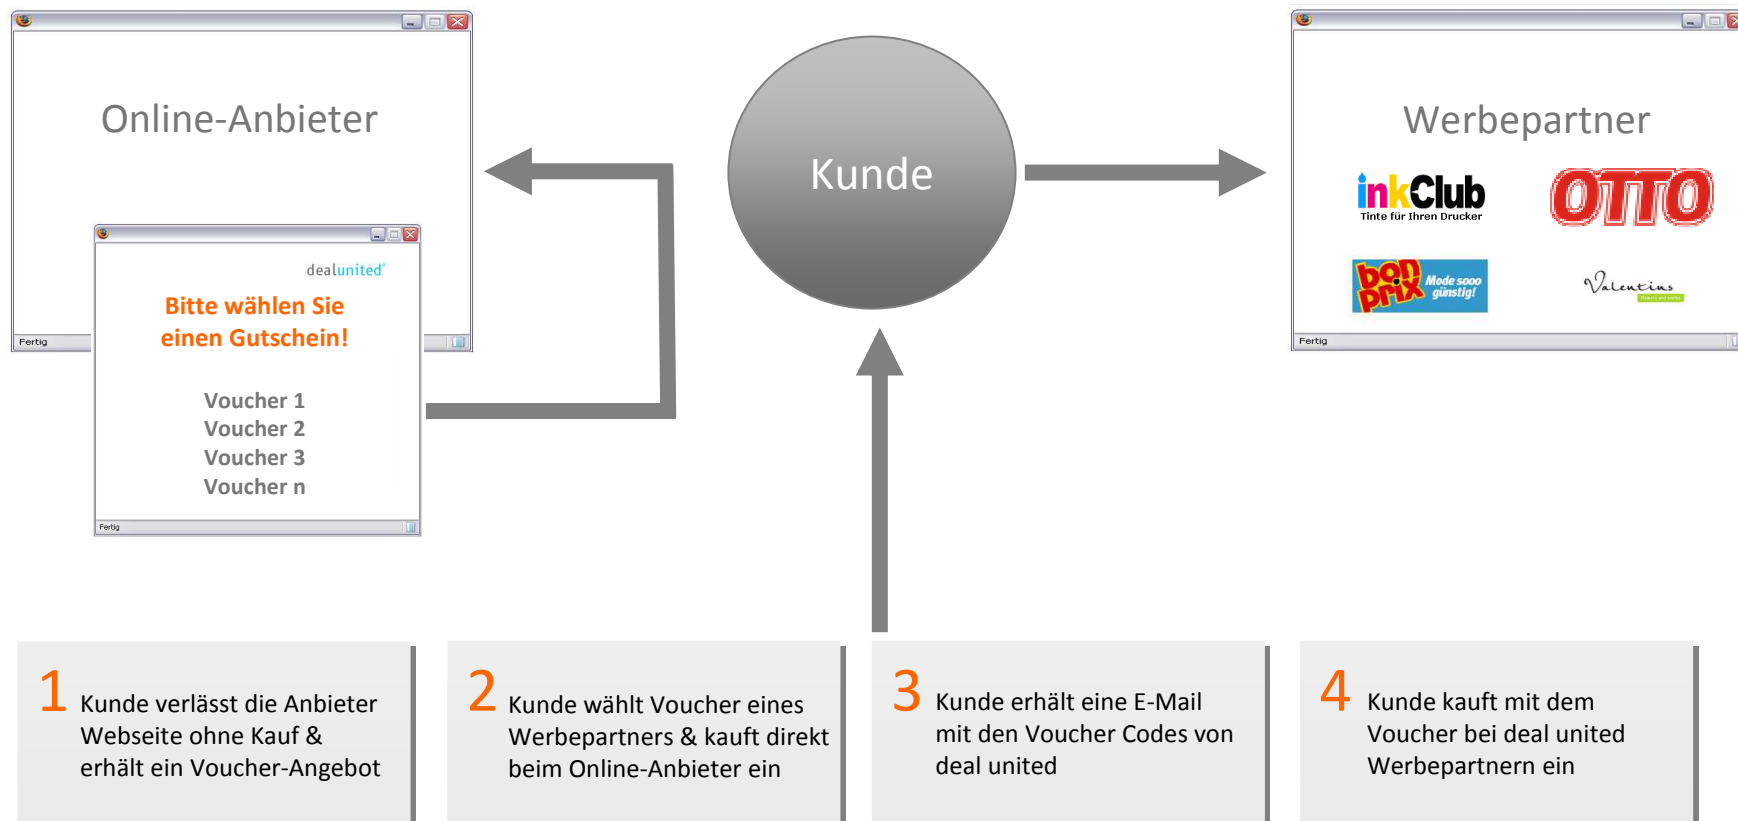 Online-Anbieter
Fertig
dealunited®
Bitte wählen Sie
einen Gutschein!
Voucher 1
Voucher 2
Voucher 3
Voucher n
Fertig
Kunde
Werbepartner
inkClub
Tinte für Ihren Drucker
OTTO
bon prix
Mode sooo
günstig!
Valentins
Fertig
1
Kunde verlässt die Anbieter
Webseite ohne Kauf &
erhält ein Voucher-Angebot
2
Kunde wählt Voucher eines
Werbepartners & kauft direkt
beim Online-Anbieter ein
3
Kunde erhält eine E-Mail
mit den Voucher Codes von
deal united
4
Kunde kauft mit dem
Voucher bei deal united
Werbepartnern ein